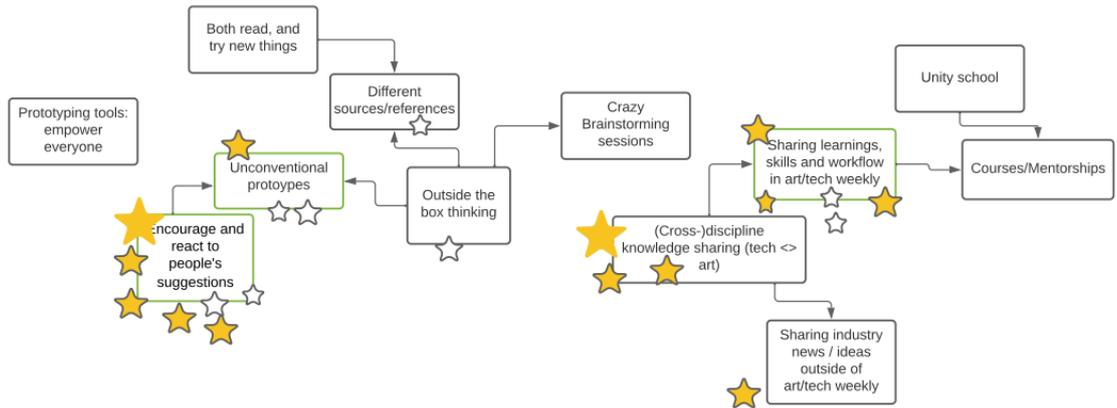 Both read, and
try new things
Different
sources/references
Prototyping tools:
empower
everyone
Unconventional
protoypes
Outside the
box thinking
Encourage and
react to
people's
suggestions
Crazy
Brainstorming
sessions
Unity school
Sharing learnings,
skills and workflow
in art/tech weekly
Courses/Mentorships
(Cross-)discipline
knowledge sharing (tech <>
art)
Sharing industry
news / ideas
outside of
art/tech weekly